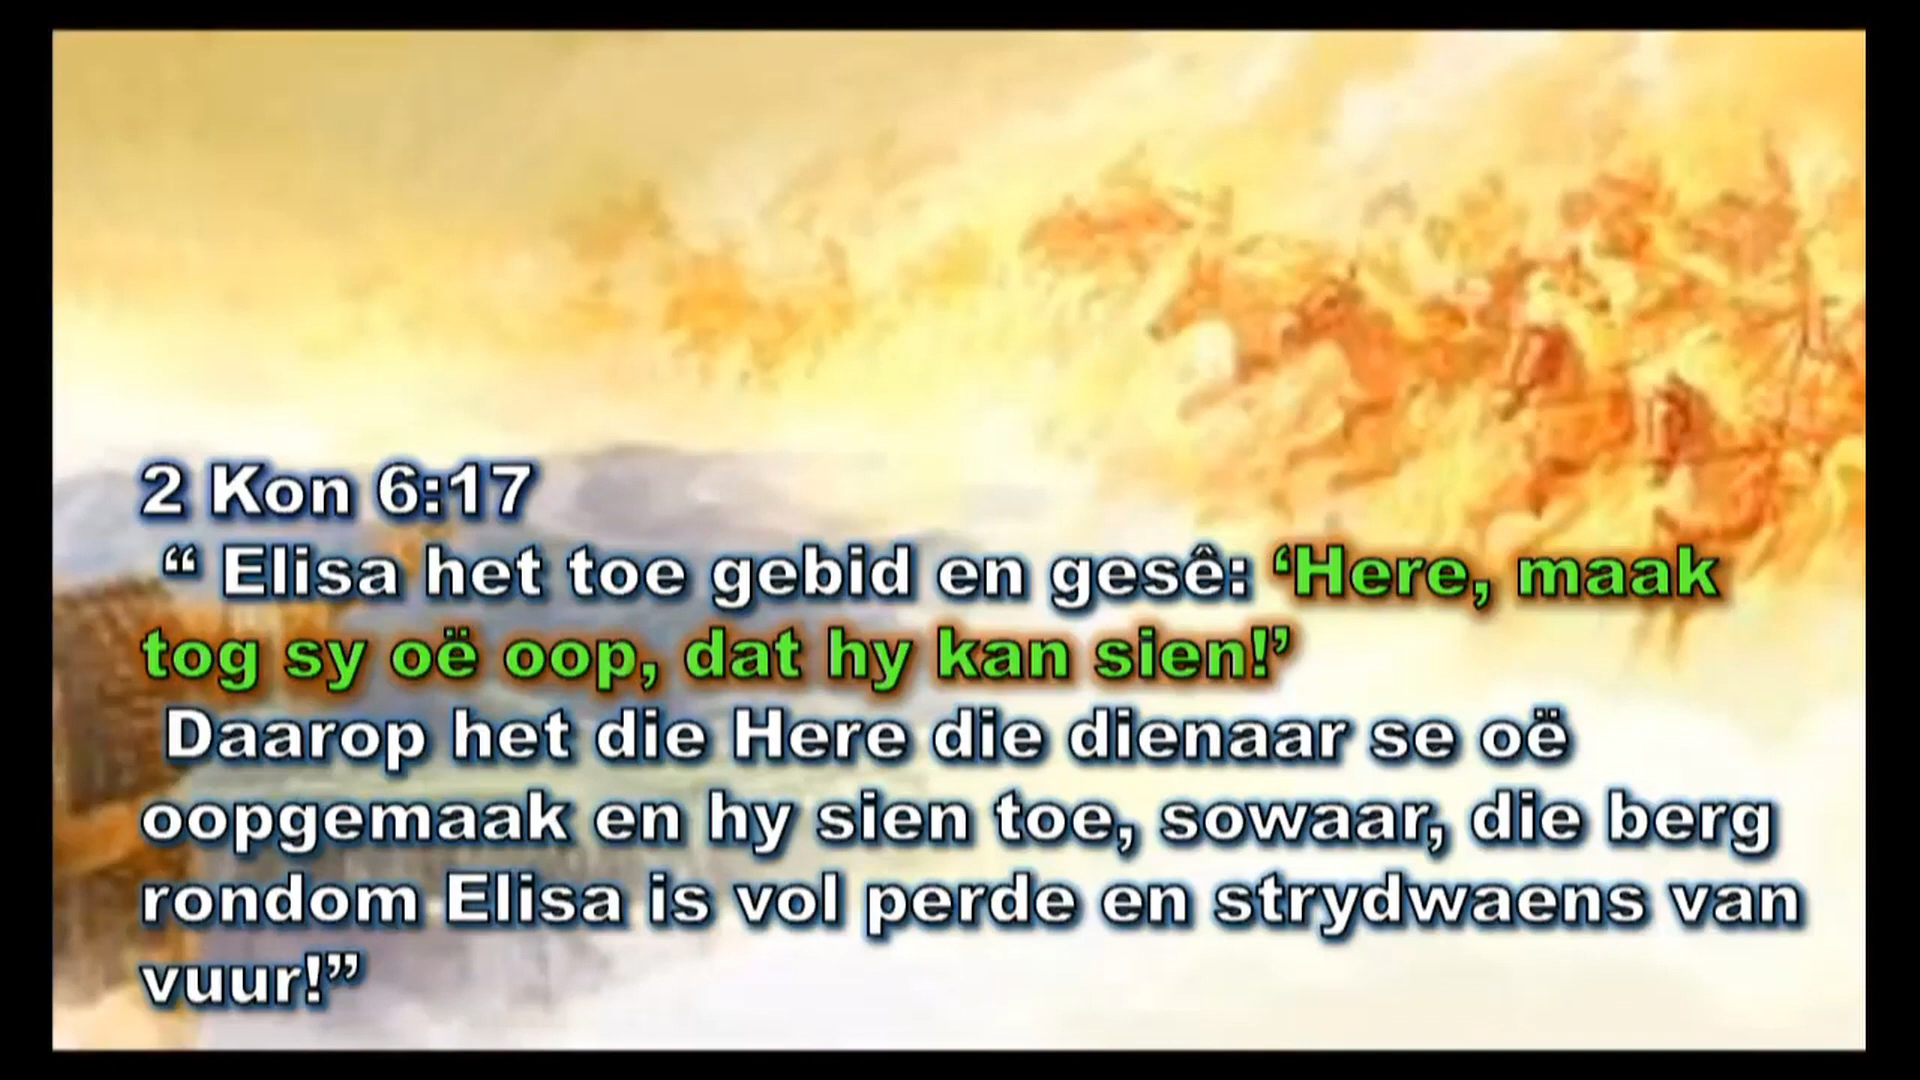 2 Kon 6:17
“ Elisa het toe gebid en gesê: ‘Here, maak
tog sy oë oop, dat hy kan sien!’
Daarop het die Here die dienaar se oë
oopgemaak en hy sien toe, sowaar, die berg
rondom Elisa is vol perde en strydwaens van
vuur!”